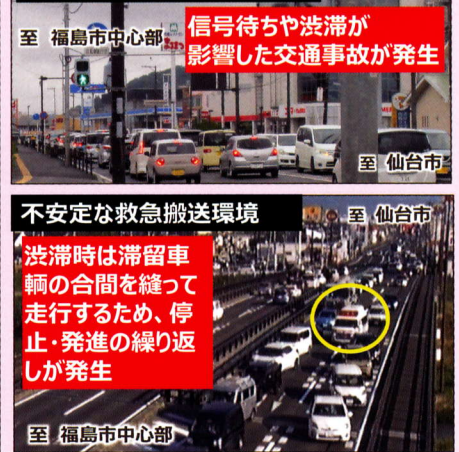 至 福島市中心部
信号待ちや渋滞が
影響した交通事故が発生
至 仙台市
不安定な救急搬送環境
至 仙台市
渋滞時は滞留車
輌の合間を縫って
走行するため、停
止・発進の繰り返
しが発生
至 福島市中心部